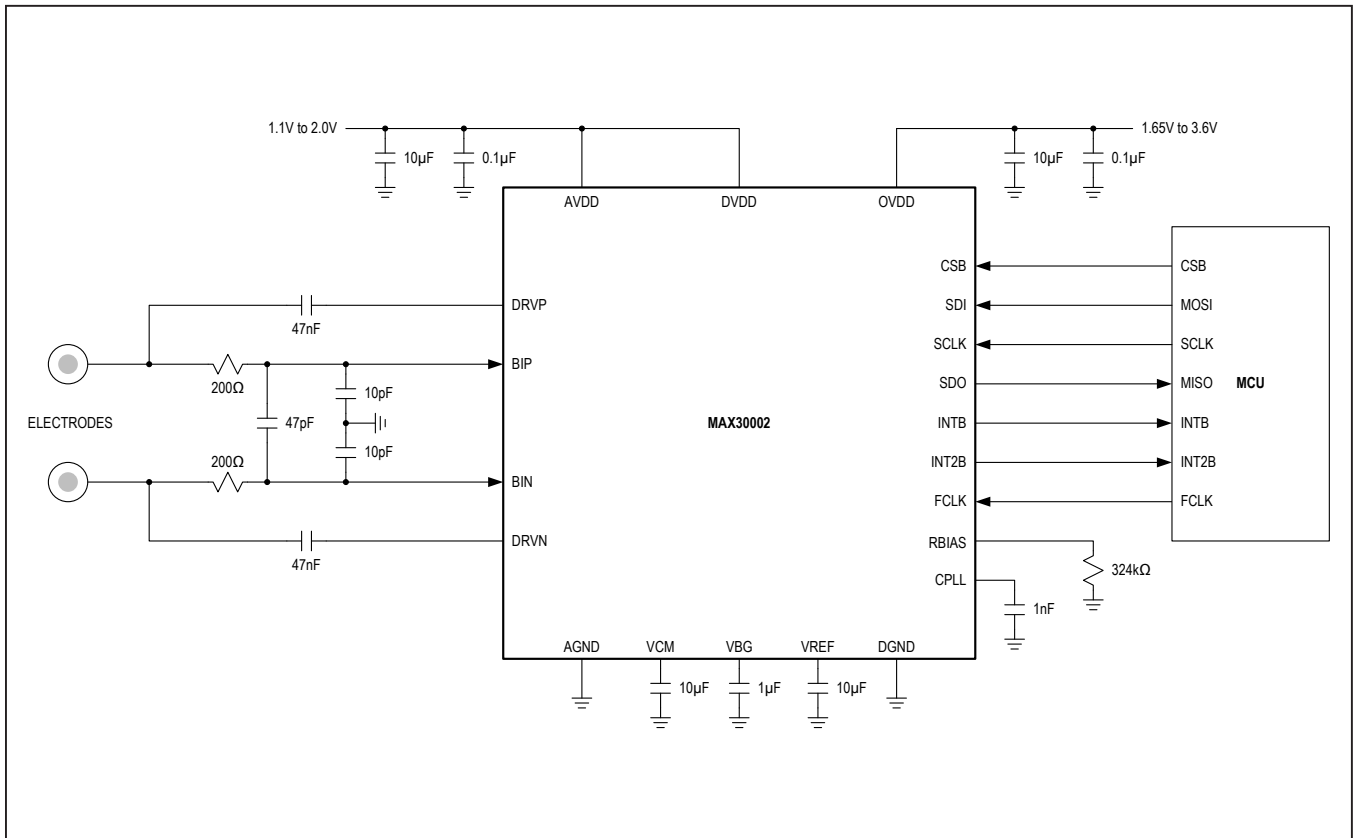 1.1V to 2.0V
10µF
0.1µF
10µF
0.1µF
1.65V to 3.6V
AVDD
DVDD
OVDD
CSB
CSB
DRVP
SDI
MOSI
47nF
BIP
SCLK
SCLK
200Ω
10pF
SDO
MISO
MCU
ELECTRODES
47pF
MAX30002
INTB
INTB
10pF
200Ω
INT2B
INT2B
BIN
FCLK
FCLK
DRVN
RBIAS
47nF
324kΩ
CPLL
1nF
AGND
VCM
VBG
VREF
DGND
10µF
1µF
10µF